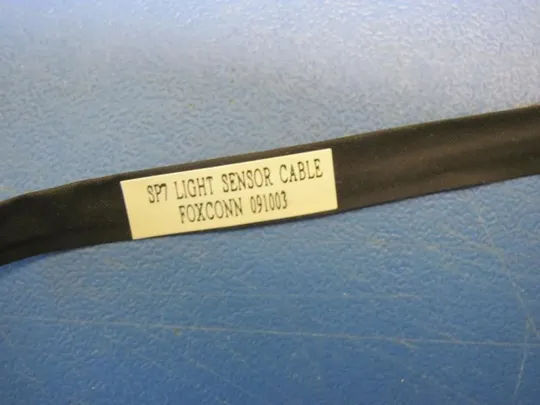 SP7 LIGHT SENSOR CABLE
FOXCONN 091003